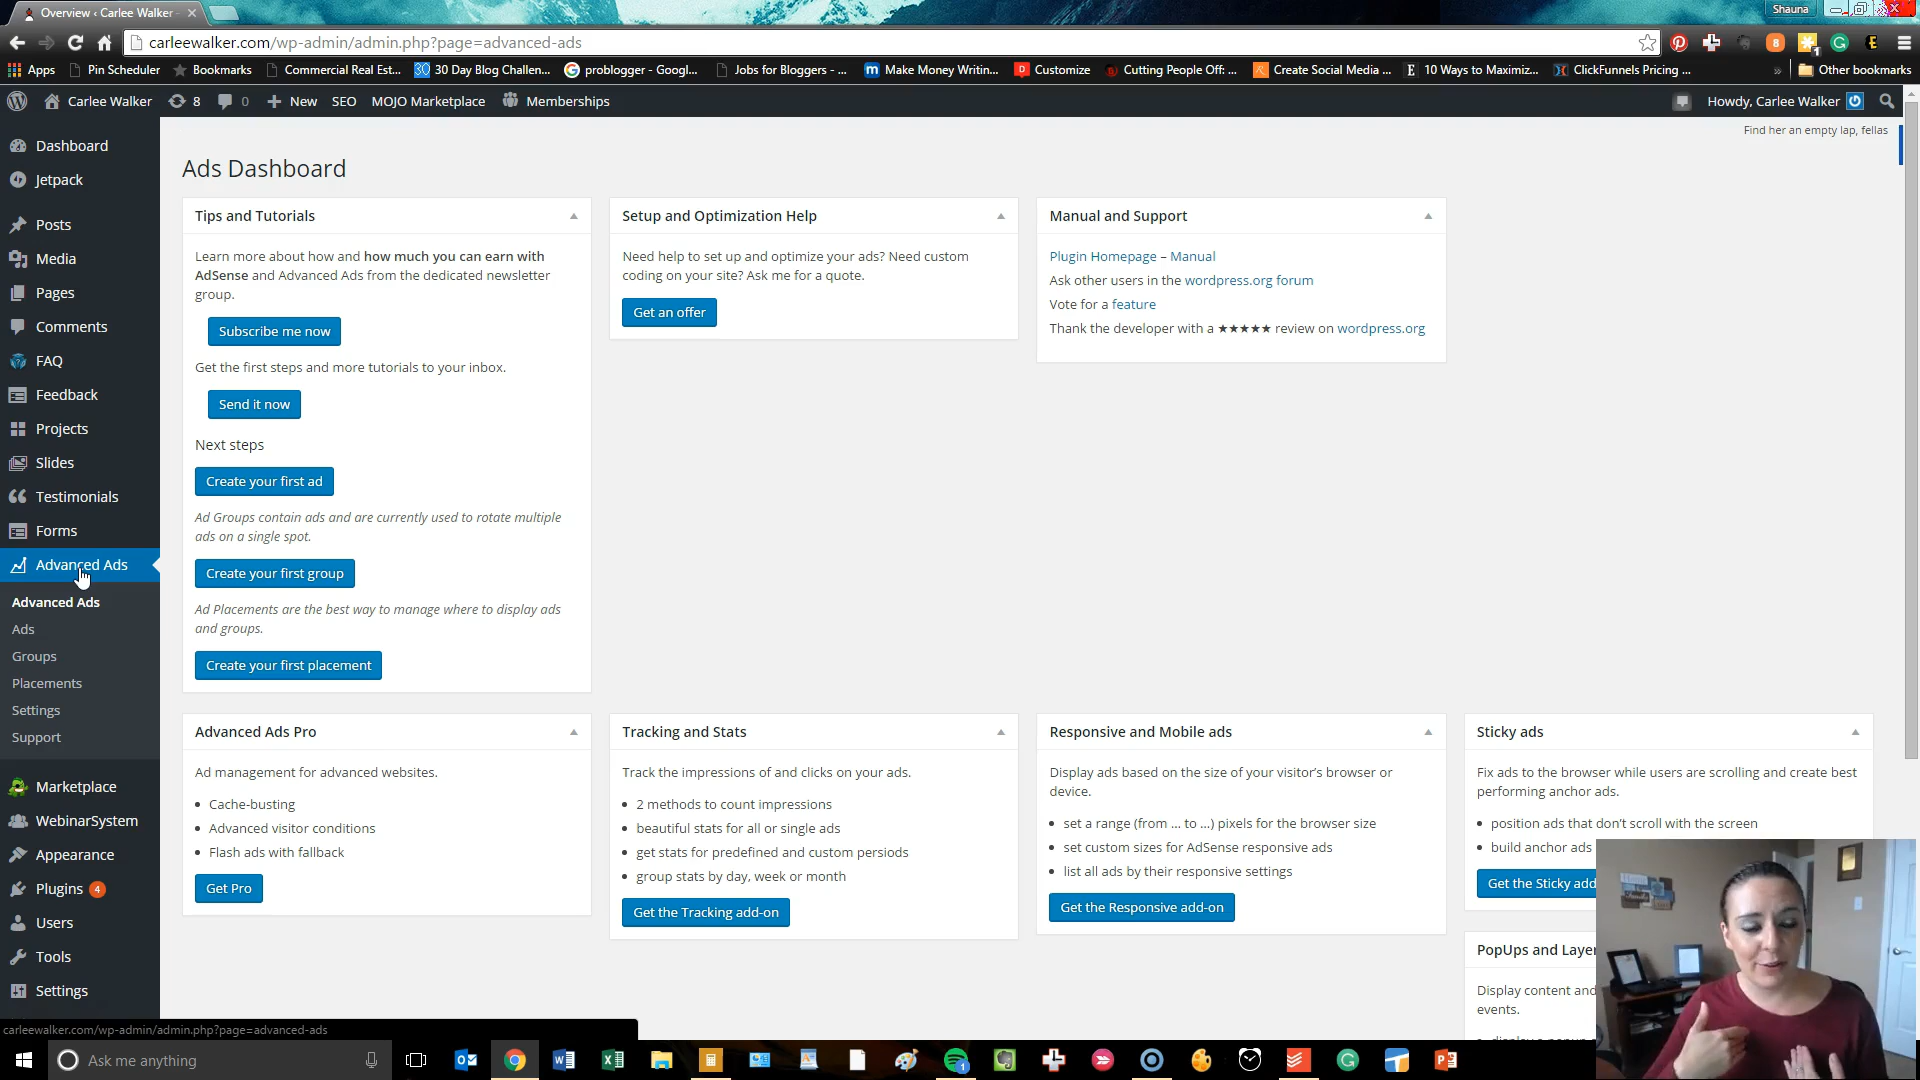 Overview ‹ Carlee Walker
Shauna
carleewalker.com/wp-admin/admin.php?page=advanced-ads
Apps
Pin Scheduler
Bookmarks
Commercial Real Est...
30 Day Blog Challen...
problogger - Googl...
Jobs for Bloggers - ...
Make Money Writin...
Customize
Cutting People Off: ...
Create Social Media ...
10 Ways to Maximiz...
ClickFunnels Pricing ...
»
Other bookmarks
Carlee Walker
8
0
New
SEO
MOJO Marketplace
Memberships
Howdy, Carlee Walker
Find her an empty lap, fellas
Dashboard
Jetpack
Posts
Media
Pages
Comments
FAQ
Feedback
Projects
Slides
Testimonials
Forms
Advanced Ads
Advanced Ads
Ads
Groups
Placements
Settings
Support
Marketplace
WebinarSystem
Appearance
Plugins 4
Users
Tools
Settings
Ads Dashboard
Tips and Tutorials
Learn more about how and how much you can earn with
AdSense and Advanced Ads from the dedicated newsletter
group.
Subscribe me now
Get the first steps and more tutorials to your inbox.
Send it now
Next steps
Create your first ad
Ad Groups contain ads and are currently used to rotate multiple
ads on a single spot.
Create your first group
Ad Placements are the best way to manage where to display ads
and groups.
Create your first placement
Setup and Optimization Help
Need help to set up and optimize your ads? Need custom
coding on your site? Ask me for a quote.
Get an offer
Manual and Support
Plugin Homepage – Manual
Ask other users in the wordpress.org forum
Vote for a feature
Thank the developer with a ★★★★★ review on wordpress.org
Advanced Ads Pro
Ad management for advanced websites.
• Cache-busting
• Advanced visitor conditions
• Flash ads with fallback
Get Pro
Tracking and Stats
Track the impressions of and clicks on your ads.
• 2 methods to count impressions
• beautiful stats for all or single ads
• get stats for predefined and custom persiods
• group stats by day, week or month
Get the Tracking add-on
Responsive and Mobile ads
Display ads based on the size of your visitor’s browser or
device.
• set a range (from … to …) pixels for the browser size
• set custom sizes for AdSense responsive ads
• list all ads by their responsive settings
Get the Responsive add-on
Sticky ads
Fix ads to the browser while users are scrolling and create best
performing anchor ads.
• position ads that don’t scroll with the screen
• build anchor ads
Get the Sticky add
PopUps and Layer
Display content and
events.
carleewalker.com/wp-admin/admin.php?page=advanced-ads
Ask me anything